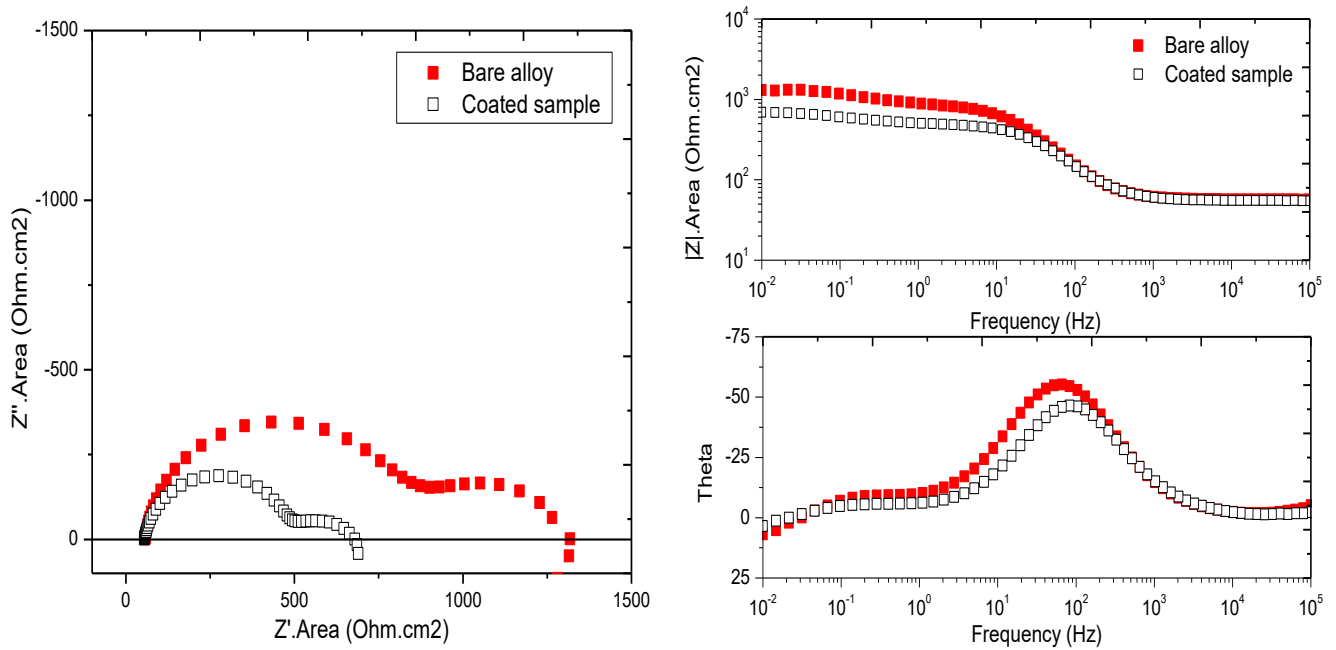 -1500
-1000
-500
0
Z''.Area (Ohm.cm2)
Bare alloy
Coated sample
0 500 1000 1500
Z'.Area (Ohm.cm2)
10^4
10^3
10^2
10^1
|Z|.Area (Ohm.cm2)
Bare alloy
Coated sample
10^-2 10^-1 10^0 10^1 10^2 10^3 10^4 10^5
Frequency (Hz)
-75
-50
-25
0
25
Theta
10^-2 10^-1 10^0 10^1 10^2 10^3 10^4 10^5
Frequency (Hz)